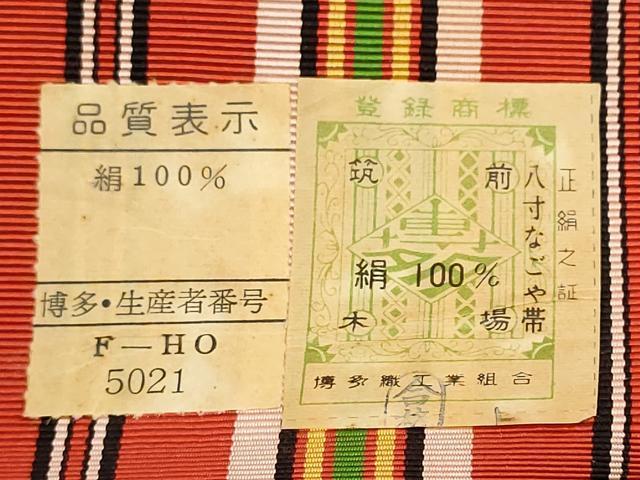 品質表示
絹100%
博多・生産者番号
F—HO
5021
登録商標
筑前
博多
絹 100%
木場
八寸なごや帯
正絹之証
博多織工業組合